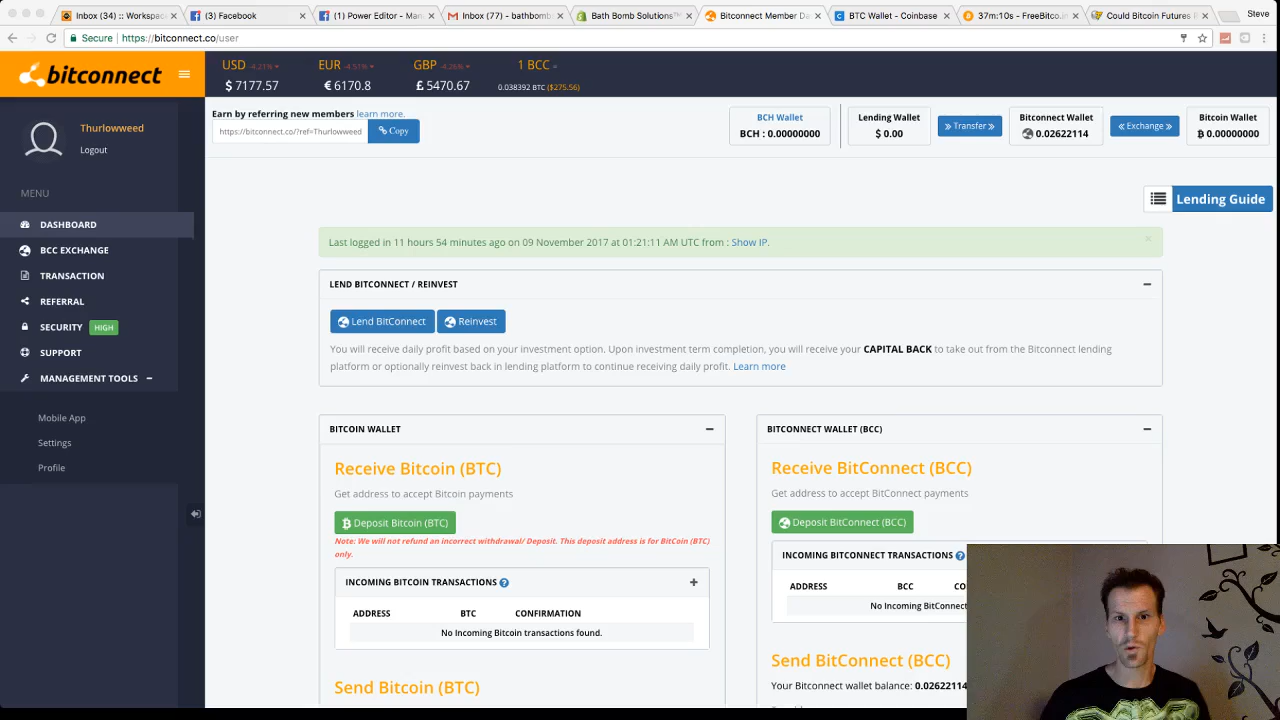 Inbox (34) : Workspac
(3) Facebook
(1) Power Editor - Man
Inbox (77) - bathbomb
Bath Bomb Solutions
Bitconnect Member Da
BTC Wallet - Coinbase
37m:10s - FreeBitco
Could Bitcoin Futures
Steve
Secure https://bitconnect.co/user
bitconnect
USD -4.21%
$ 7177.57
EUR -4.51%
€ 6170.8
GBP -4.26%
£ 5470.67
1 BCC =
0.038392 BTC ($275.56)
Thurlowweed
Logout
MENU
DASHBOARD
BCC EXCHANGE
TRANSACTION
REFERRAL
SECURITY HIGH
SUPPORT
MANAGEMENT TOOLS
Mobile App
Settings
Profile
Earn by referring new members learn more.
https://bitconnect.co/?ref=Thurlowweed
Copy
BCH Wallet
BCH : 0.00000000
Lending Wallet
$ 0.00
Transfer
Bitconnect Wallet
0.02622114
Exchange
Bitcoin Wallet
0.00000000
Lending Guide
Last logged in 11 hours 54 minutes ago on 09 November 2017 at 01:21:11 AM UTC from : Show IP.
×
LEND BITCONNECT / REINVEST
Lend BitConnect
Reinvest
You will receive daily profit based on your investment option. Upon investment term completion, you will receive your CAPITAL BACK to take out from the Bitconnect lending
platform or optionally reinvest back in lending platform to continue receiving daily profit. Learn more
BITCOIN WALLET
Receive Bitcoin (BTC)
Get address to accept Bitcoin payments
Deposit Bitcoin (BTC)
Note: We will not refund an incorrect withdrawal/ Deposit. This deposit address is for BitCoin (BTC)
only.
INCOMING BITCOIN TRANSACTIONS ?
ADDRESS BTC CONFIRMATION
No Incoming Bitcoin transactions found.
Send Bitcoin (BTC)
BITCONNECT WALLET (BCC)
Receive BitConnect (BCC)
Get address to accept BitConnect payments
Deposit BitConnect (BCC)
INCOMING BITCONNECT TRANSACTIONS ?
ADDRESS BCC CO
No Incoming BitConnect
Send BitConnect (BCC)
Your Bitconnect wallet balance: 0.02622114